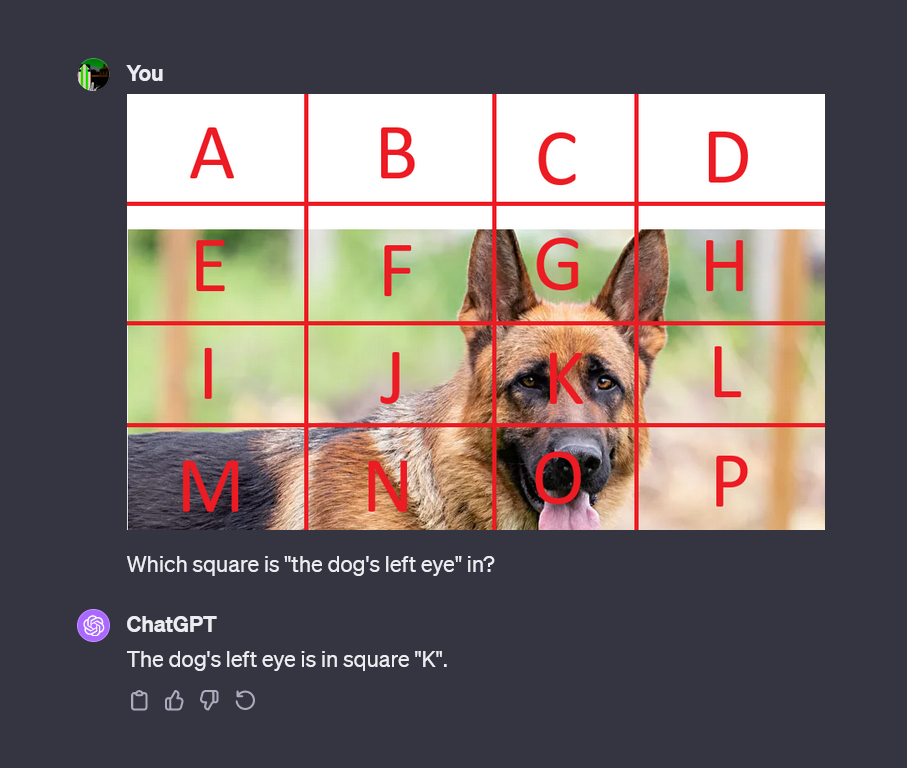 You
A B C D
E F G H
I J K L
M N O P
Which square is "the dog's left eye" in?
ChatGPT
The dog's left eye is in square "K".